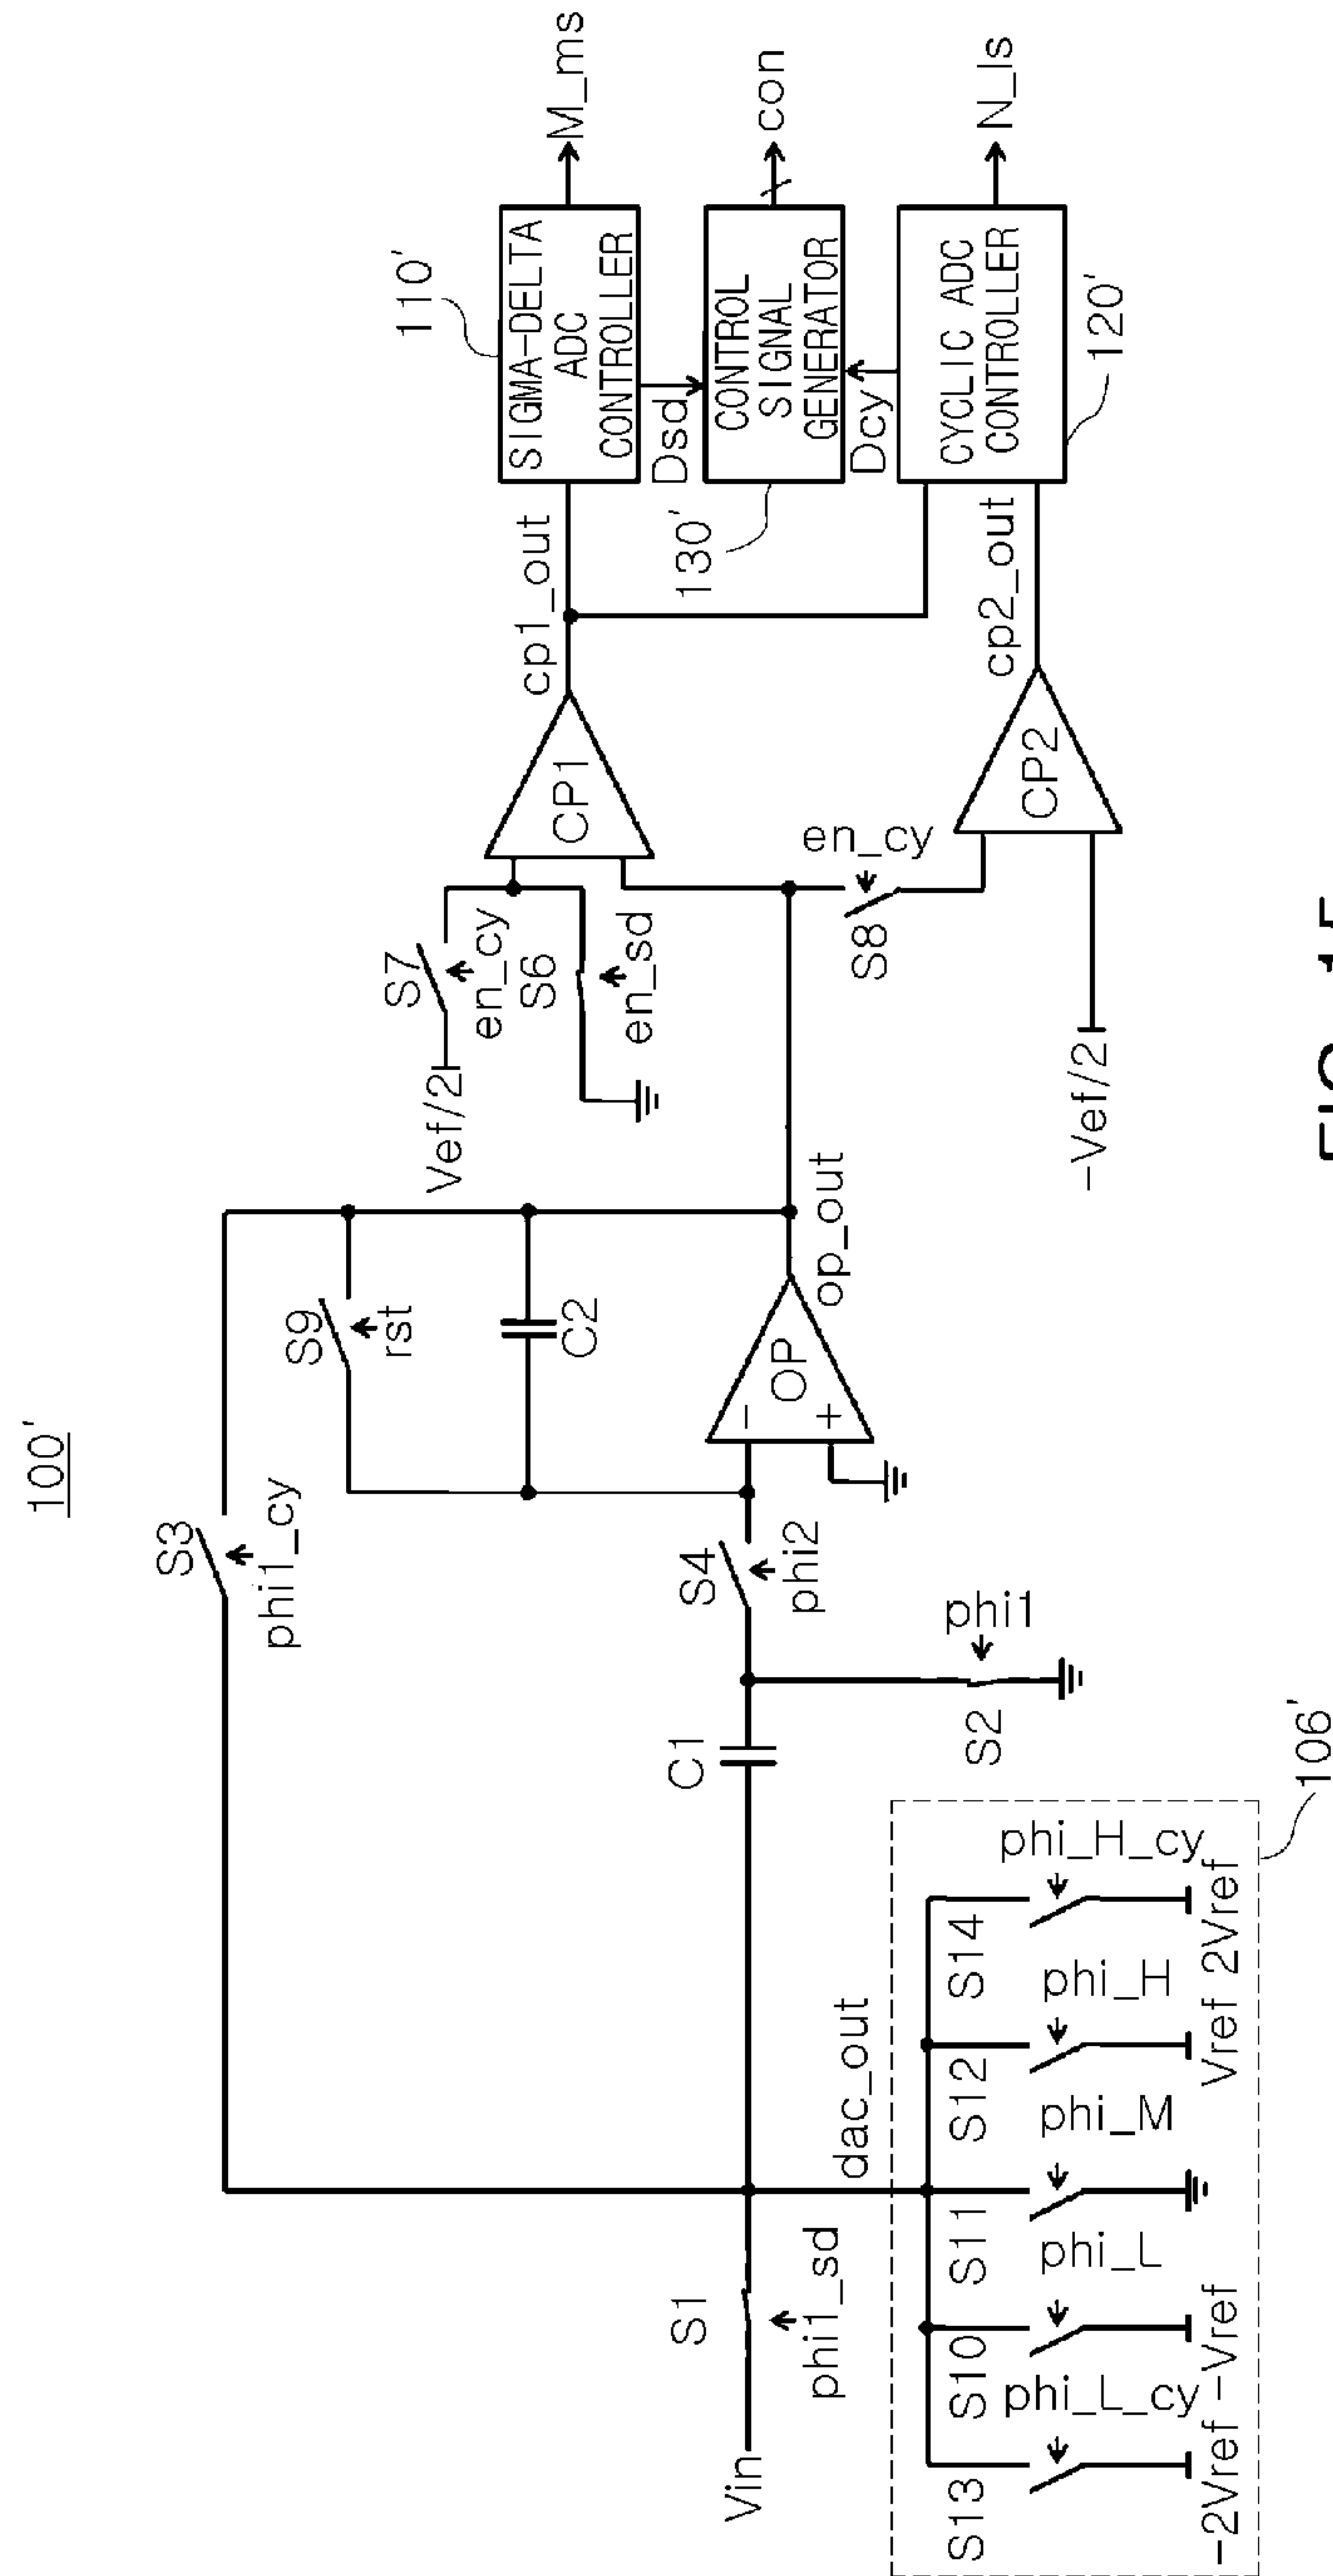 100'
S3
phi1_cy
S9
rst
C2
S4
phi2
OP
−
+
op_out
C1
S2
phi1
Vin
S1
phi1_sd
dac_out
S13
S10
S11
S12
S14
phi_L_cy
phi_L
phi_M
phi_H
phi_H_cy
-2Vref
-Vref
Vref
2Vref
106'
S7
en_cy
Vef/2
S6
en_sd
CP1
cp1_out
S8
en_cy
CP2
-Vef/2
cp2_out
110'
SIGMA-DELTA
ADC
CONTROLLER
M_ms
Dsd
130'
CONTROL
SIGNAL
GENERATOR
con
Dcy
CYCLIC ADC
CONTROLLER
120'
N_ls